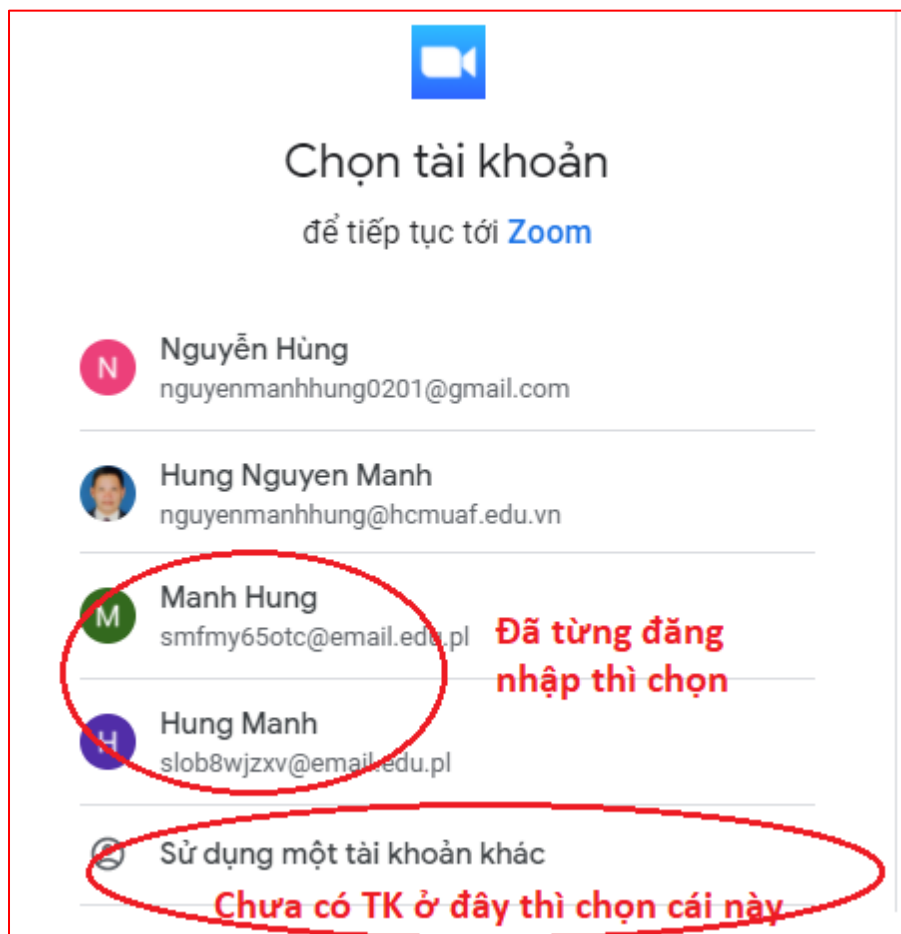 Chọn tài khoản
để tiếp tục tới Zoom
N
Nguyễn Hùng
nguyenmanhhung0201@gmail.com
Hung Nguyen Manh
nguyenmanhhung@hcmuaf.edu.vn
M
Manh Hung
smfmy65otc@email.edu.pl
Đã từng đăng
nhập thì chọn
H
Hung Manh
slob8wjzxv@email.edu.pl
Sử dụng một tài khoản khác
Chưa có TK ở đây thì chọn cái này